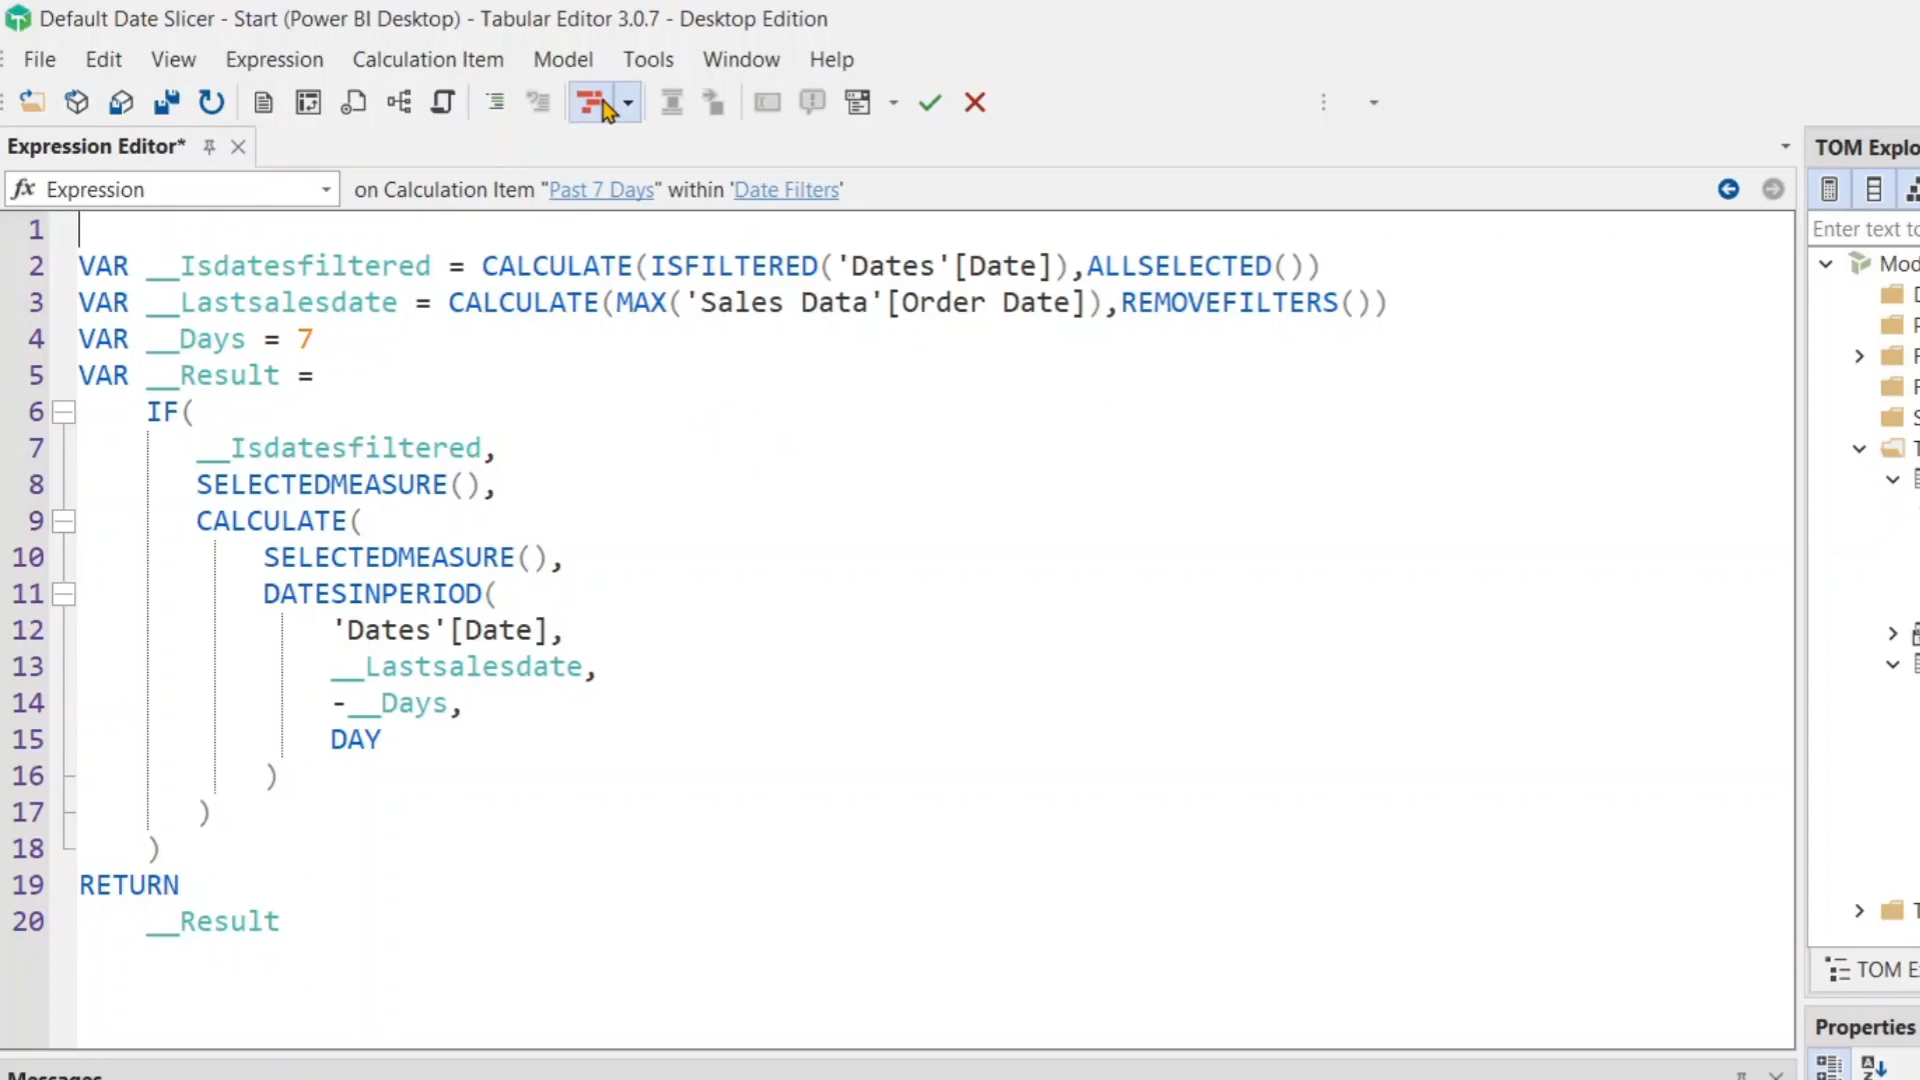 Default Date Slicer - Start (Power BI Desktop) - Tabular Editor 3.0.7 - Desktop Edition
File Edit View Expression Calculation Item Model Tools Window Help
Expression Editor*
TOM Explo
fx Expression on Calculation Item "Past 7 Days" within 'Date Filters'
Enter text to
1
2 VAR __Isdatesfiltered = CALCULATE(ISFILTERED('Dates'[Date]),ALLSELECTED())
3 VAR __Lastsalesdate = CALCULATE(MAX('Sales Data'[Order Date]),REMOVEFILTERS())
4 VAR __Days = 7
5 VAR __Result =
6 IF(
7 __Isdatesfiltered,
8 SELECTEDMEASURE(),
9 CALCULATE(
10 SELECTEDMEASURE(),
11 DATESINPERIOD(
12 'Dates'[Date],
13 __Lastsalesdate,
14 -__Days,
15 DAY
16 )
17 )
18 )
19 RETURN
20 __Result
Mod
TOM E
Properties
Messages